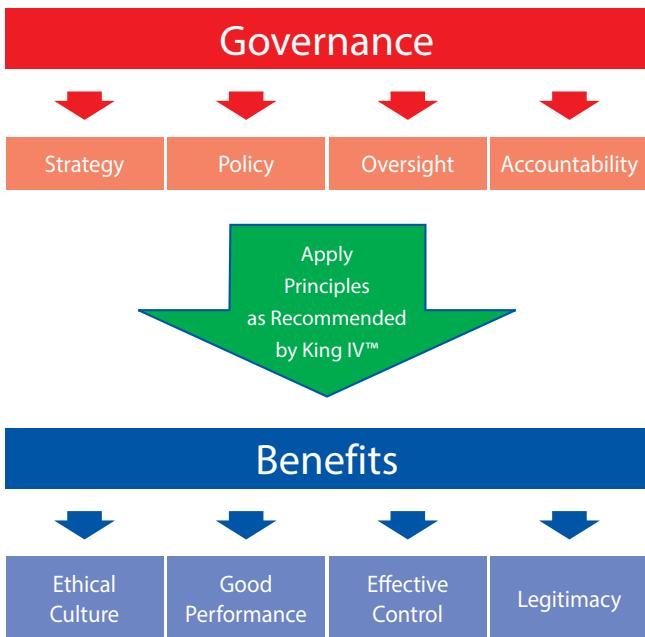 Governance
Strategy
Policy
Oversight
Accountability
Apply
Principles
as Recommended
by King IV™
Benefits
Ethical
Culture
Good
Performance
Effective
Control
Legitimacy